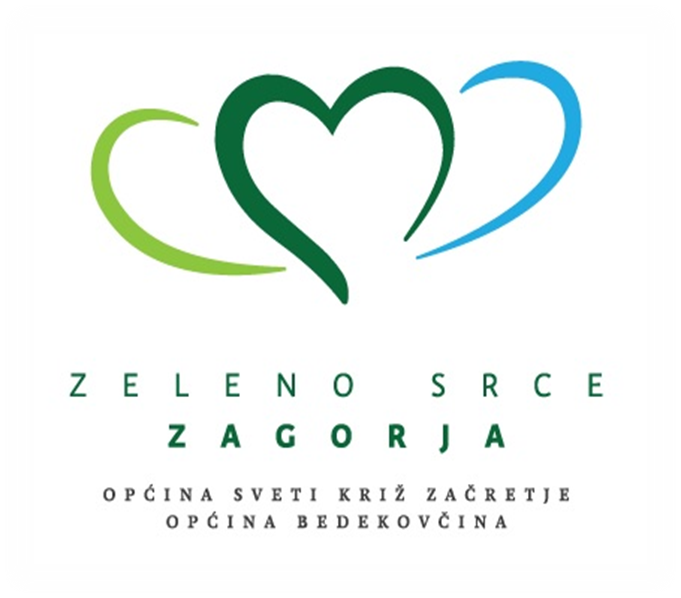 ZELENO SRCE
ZAGORJA
OPĆINA SVETI KRIŽ ZAČRETJE
OPĆINA BEDEKOVČINA